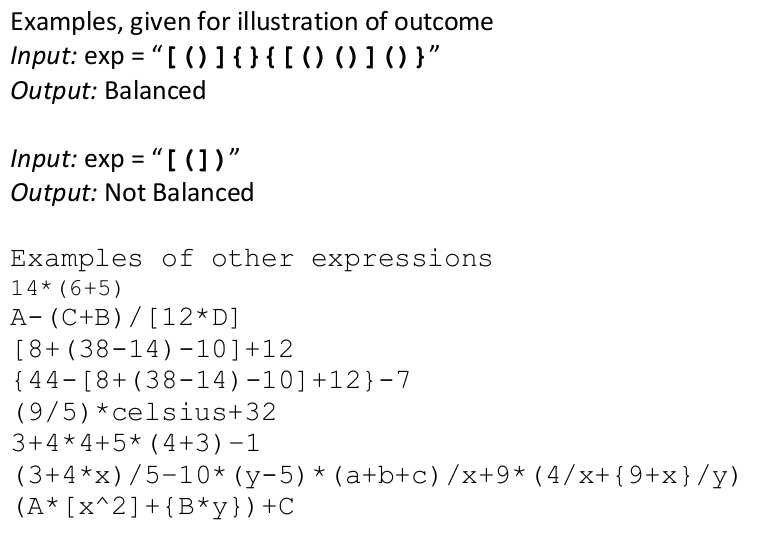 Examples, given for illustration of outcome
Input: exp = “[()]{}{[()()]()}”
Output: Balanced
Input: exp = “[(])”
Output: Not Balanced
Examples of other expressions
14*(6+5)
A-(C+B)/[12*D]
[8+(38-14)-10]+12
{44-[8+(38-14)-10]+12}-7
(9/5)*celsius+32
3+4*4+5*(4+3)–1
(3+4*x)/5–10*(y-5)*(a+b+c)/x+9*(4/x+{9+x}/y)
(A*[x^2]+{B*y})+C